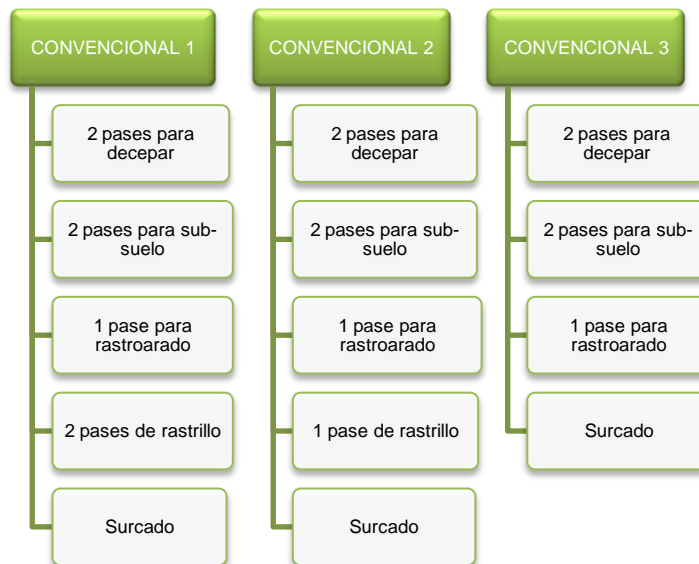 CONVENCIONAL 1
2 pases para
decepar
2 pases para sub-
suelo
1 pase para
rastroarado
2 pases de rastrillo
Surcado
CONVENCIONAL 2
2 pases para
decepar
2 pases para sub-
suelo
1 pase para
rastroarado
1 pase de rastrillo
Surcado
CONVENCIONAL 3
2 pases para
decepar
2 pases para sub-
suelo
1 pase para
rastroarado
Surcado